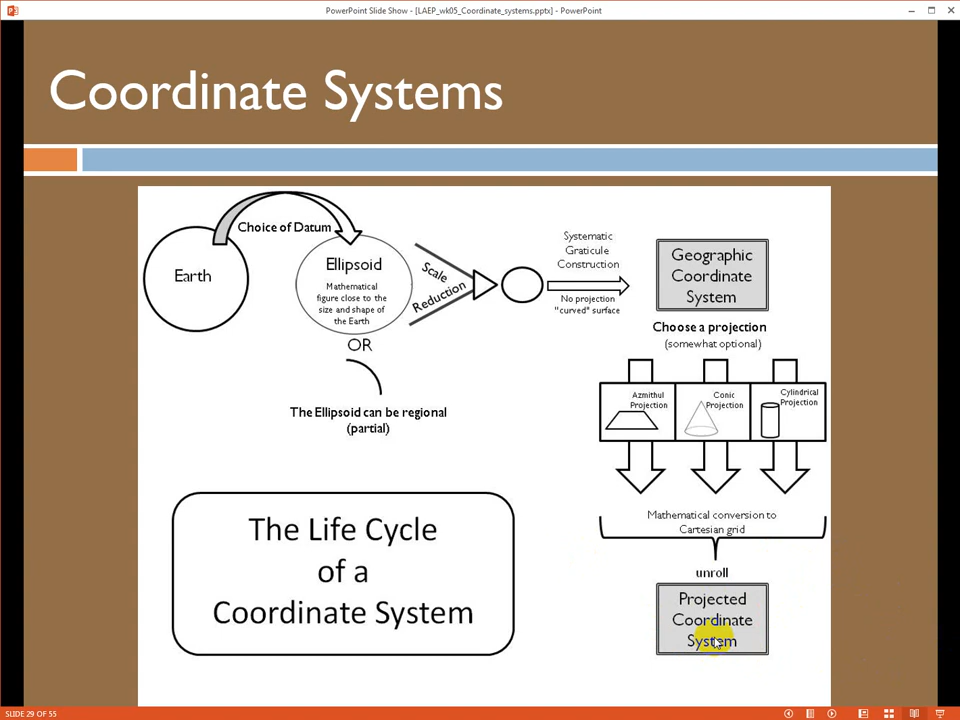 PowerPoint Slide Show - [LAEP_wk05_Coordinate_systems.pptx] - PowerPoint
Coordinate Systems
Choice of Datum
Earth
Ellipsoid
Mathematical
figure close to the
size and shape of
the Earth
OR
The Ellipsoid can be regional
(partial)
Scale
Reduction
Systematic
Graticule
Construction
No projection
"curved" surface
Geographic
Coordinate
System
Choose a projection
(somewhat optional)
Azmithul
Projection
Conic
Projection
Cylindrical
Projection
Mathematical conversion to
Cartesian grid
unroll
Projected
Coordinate
System
The Life Cycle
of a
Coordinate System
SLIDE 29 OF 55